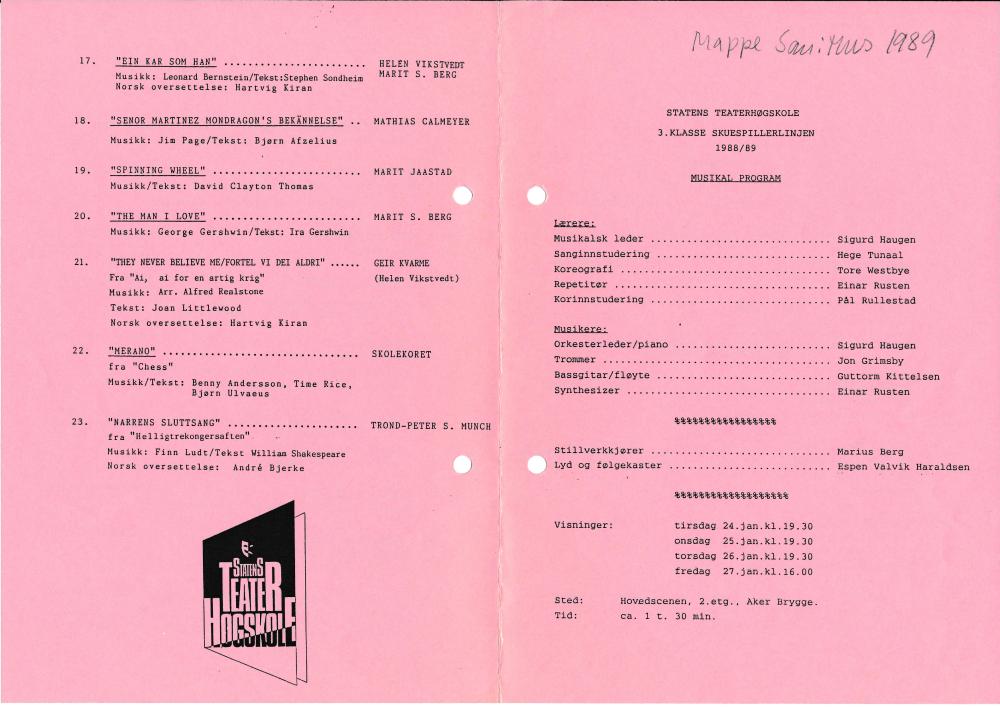 17. "EIN KAR SOM HAN" ........................ HELEN VIKSTVEDT
MARIT S. BERG
Musikk: Leonard Bernstein/Tekst:Stephen Sondheim
Norsk oversettelse: Hartvig Kiran
18. "SENOR MARTINEZ MONDRAGON'S BEKÄNNELSE" .. MATHIAS CALMEYER
Musikk: Jim Page/Tekst: Bjørn Afzelius
19. "SPINNING WHEEL" ......................... MARIT JAASTAD
Musikk/Tekst: David Clayton Thomas
20. "THE MAN I LOVE" ......................... MARIT S. BERG
Musikk: George Gershwin/Tekst: Ira Gershwin
21. "THEY NEVER BELIEVE ME/FORTEL VI DEI ALDRI" ...... GEIR KVARME
Fra "Ai, ai for en artig krig" (Helen Vikstvedt)
Musikk: Arr. Alfred Realstone
Tekst: Joan Littlewood
Norsk oversettelse: Hartvig Kiran
22. "MERANO" ................................. SKOLEKORET
fra "Chess"
Musikk/Tekst: Benny Andersson, Time Rice,
Bjørn Ulvaeus
23. "NARRENS SLUTTSANG" ...................... TROND-PETER S. MUNCH
fra "Helligtrekongersaften"
Musikk: Finn Ludt/Tekst William Shakespeare
Norsk oversettelse: André Bjerke
STATENS
TEATER
HØGSKOLE
Mappe SaniMus 1989
STATENS TEATERHØGSKOLE
3.KLASSE SKUESPILLERLINJEN
1988/89
MUSIKAL PROGRAM
Lærere:
Musikalsk leder .............................. Sigurd Haugen
Sanginnstudering ............................. Hege Tunaal
Koreografi ................................... Tore Westbye
Repetitør .................................... Einar Rusten
Korinnstudering .............................. Pål Rullestad
Musikere:
Orkesterleder/piano .......................... Sigurd Haugen
Trommer ...................................... Jon Grimsby
Bassgitar/fløyte ............................. Guttorm Kittelsen
Synthesizer .................................. Einar Rusten
%%%%%%%%%%%%%%%%%
Stillverkkjører .............................. Marius Berg
Lyd og følgekaster ........................... Espen Valvik Haraldsen
%%%%%%%%%%%%%%%%%%%
Visninger: tirsdag 24.jan.kl.19.30
onsdag 25.jan.kl.19.30
torsdag 26.jan.kl.19.30
fredag 27.jan.kl.16.00
Sted: Hovedscenen, 2.etg., Aker Brygge.
Tid: ca. 1 t. 30 min.